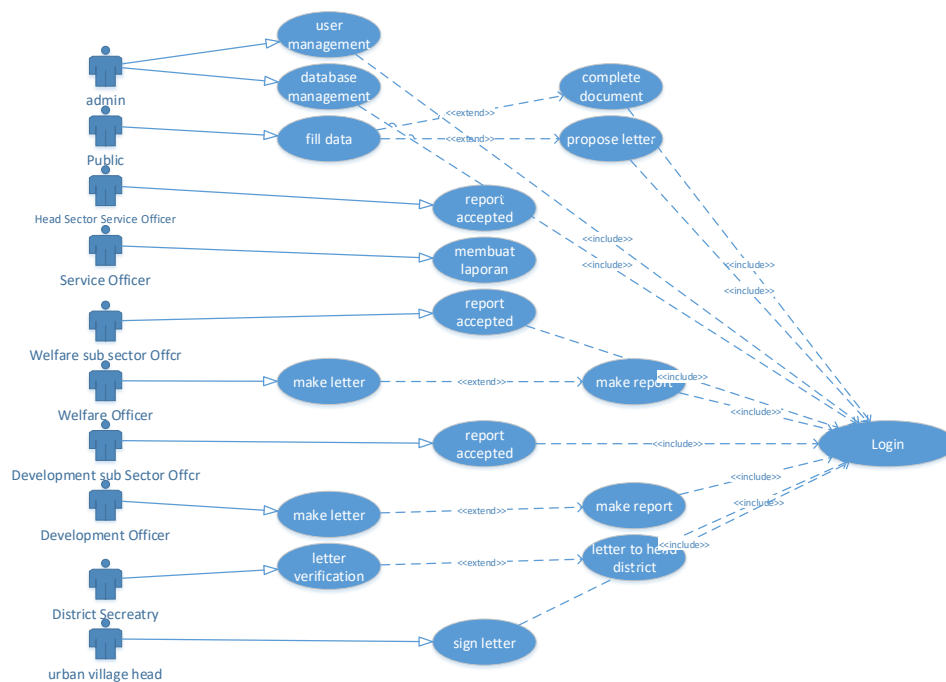 user
management
admin
database
management
complete
document
<<extend>>
Public
fill data
<<extend>>
propose letter
Head Sector Service Officer
report
accepted
<<include>>
<<include>>
<<include>>
<<include>>
Service Officer
membuat
laporan
Welfare sub sector Offcr
report
accepted
<<include>>
Welfare Officer
make letter
<<extend>>
make report
<<include>>
Development sub Sector Offcr
report
accepted
<<include>>
Login
Development Officer
make letter
<<extend>>
make report
<<include>>
<<include>>
District Secreatry
letter
verification
<<extend>>
letter to head
district
<<include>>
urban village head
sign letter